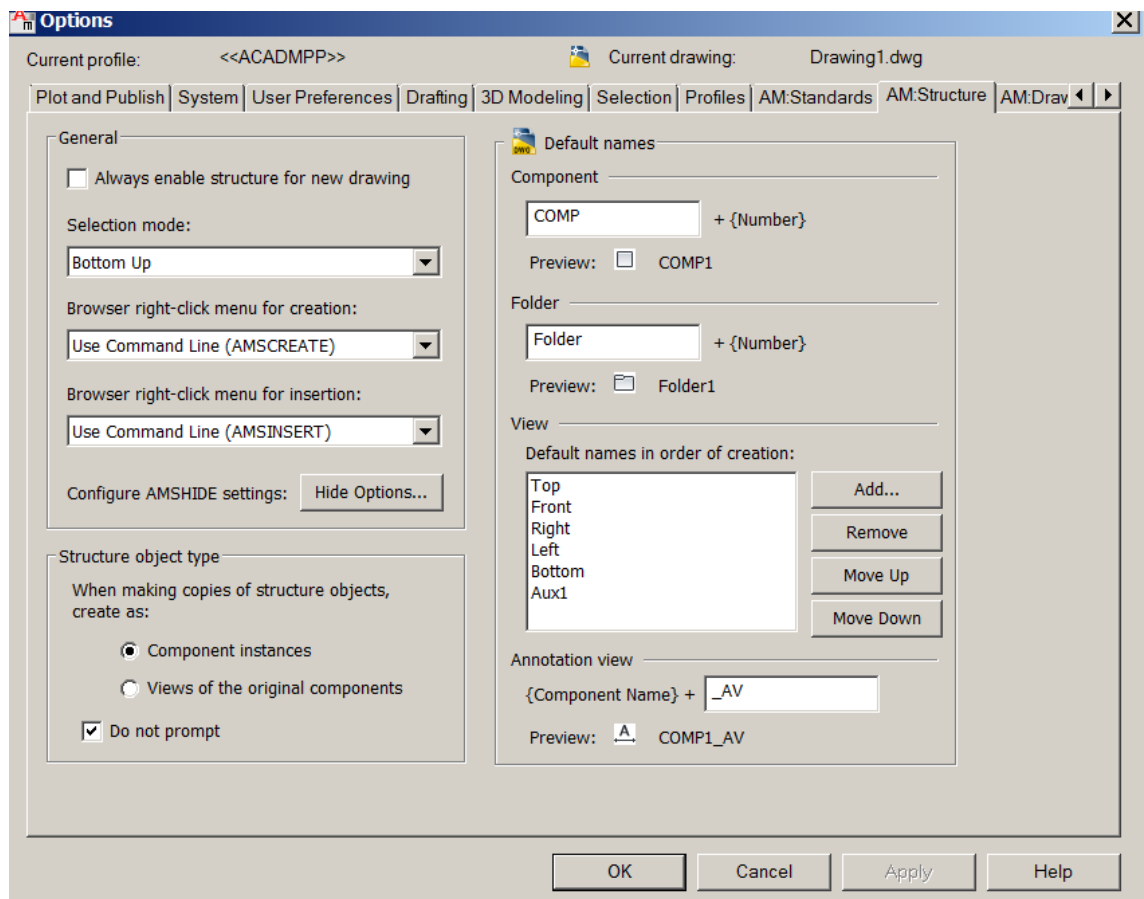 Options
Current profile: <<ACADMPP>> Current drawing: Drawing1.dwg
Plot and Publish System User Preferences Drafting 3D Modeling Selection Profiles AM:Standards AM:Structure AM:Draw
General
Always enable structure for new drawing
Selection mode:
Bottom Up
Browser right-click menu for creation:
Use Command Line (AMSCREATE)
Browser right-click menu for insertion:
Use Command Line (AMSINSERT)
Configure AMSHIDE settings: Hide Options...
Structure object type
When making copies of structure objects,
create as:
Component instances
Views of the original components
Do not prompt
DWG Default names
Component
COMP + {Number}
Preview: COMP1
Folder
Folder + {Number}
Preview: Folder1
View
Default names in order of creation:
Top
Front
Right
Left
Bottom
Aux1
Add...
Remove
Move Up
Move Down
Annotation view
{Component Name} + _AV
Preview: A COMP1_AV
OK Cancel Apply Help